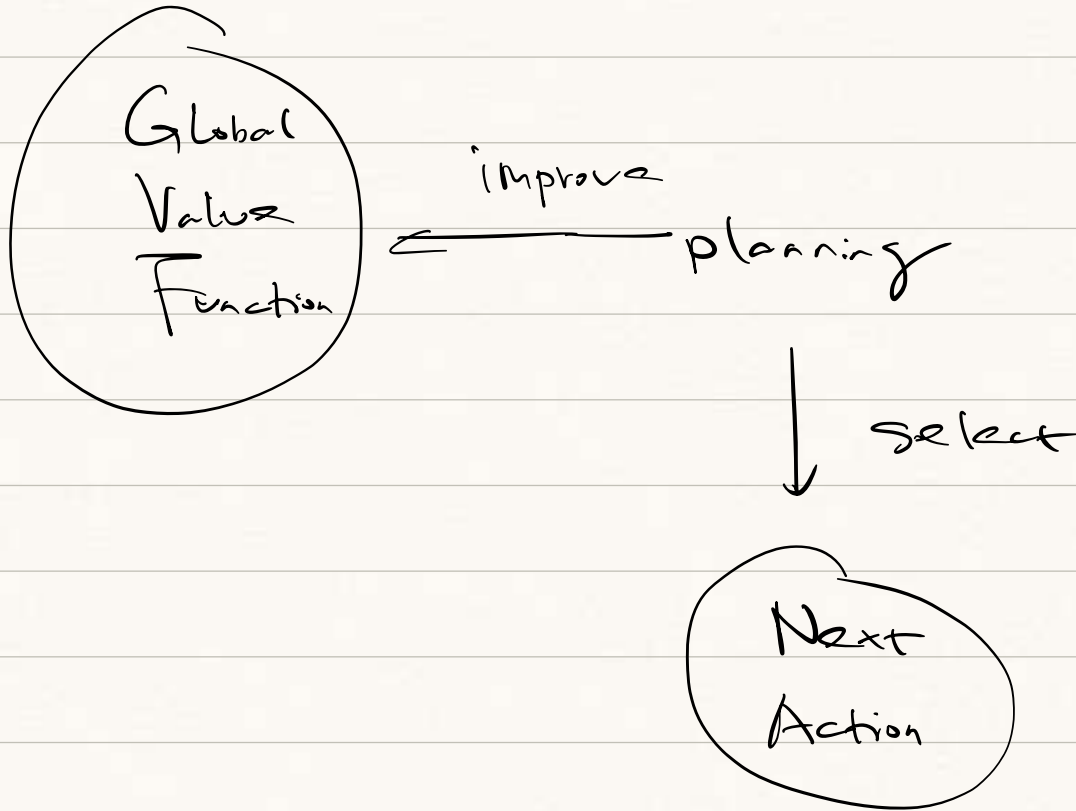 Global
Value
Function
improve
planning
select
Next
Action